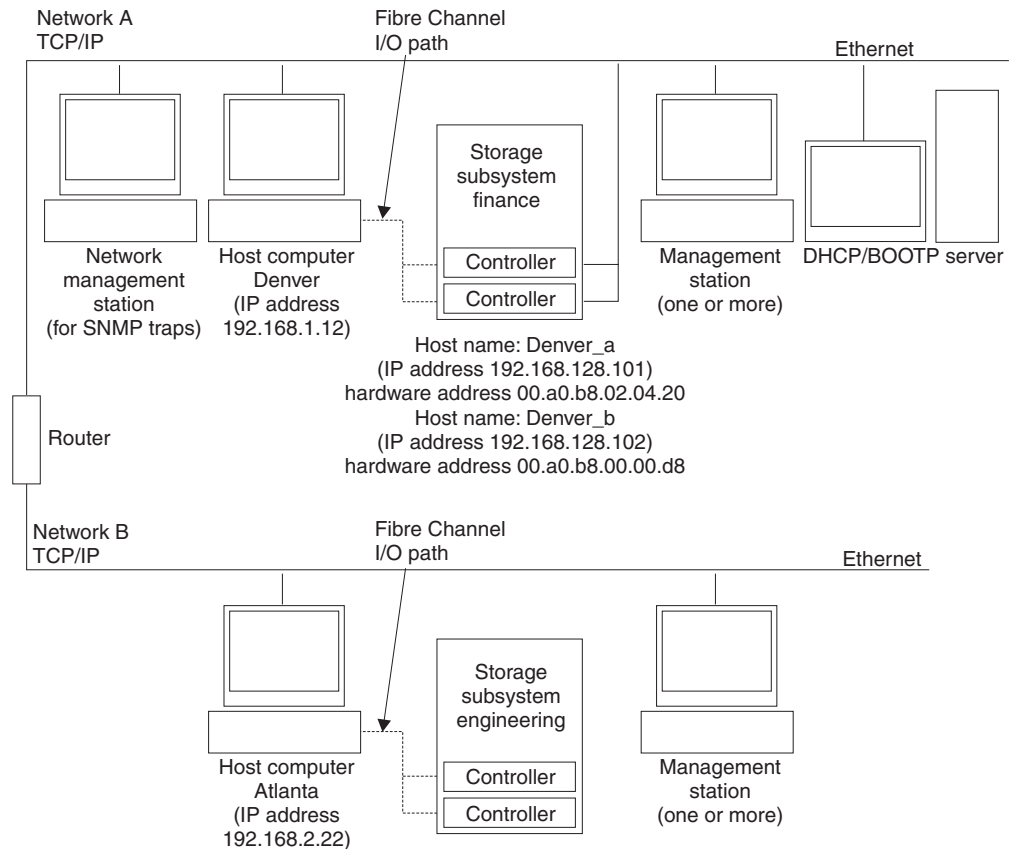 Network A
TCP/IP
Fibre Channel
I/O path
Ethernet
Storage
subsystem
finance
Controller
Controller
Network
management
station
(for SNMP traps)
Host computer
Denver
(IP address
192.168.1.12)
Management
station
(one or more)
DHCP/BOOTP server
Host name: Denver_a
(IP address 192.168.128.101)
hardware address 00.a0.b8.02.04.20
Host name: Denver_b
(IP address 192.168.128.102)
hardware address 00.a0.b8.00.00.d8
Router
Network B
TCP/IP
Fibre Channel
I/O path
Ethernet
Storage
subsystem
engineering
Controller
Controller
Host computer
Atlanta
(IP address
192.168.2.22)
Management
station
(one or more)